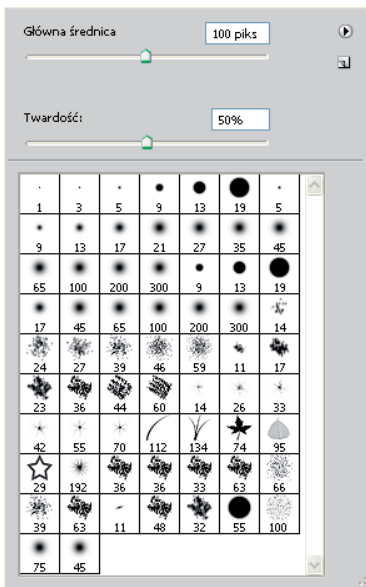 Główna średnica 100 piks
Twardość: 50%
1 3 5 9 13 19 5
9 13 17 21 27 35 45
65 100 200 300 9 13 19
17 45 65 100 200 300 14
24 27 39 46 59 11 17
23 36 44 60 14 26 33
42 55 70 112 134 74 95
29 192 36 36 33 63 66
39 63 11 48 32 55 100
75 45